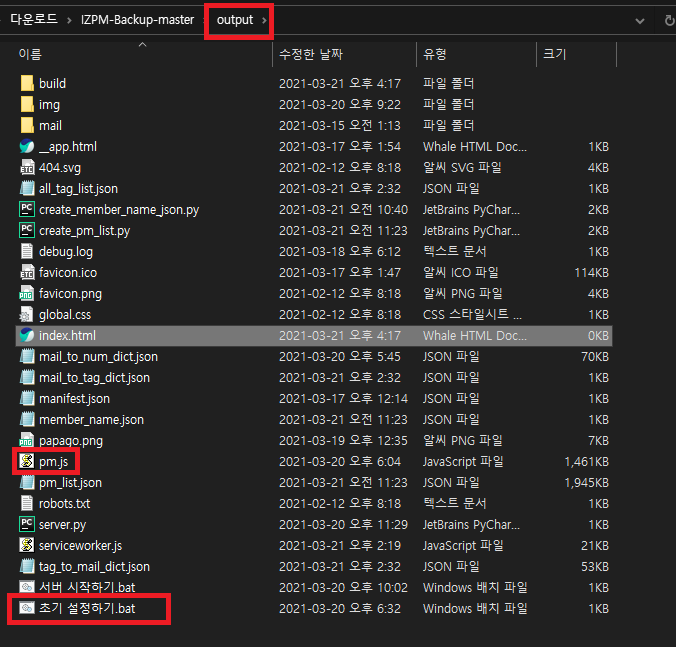 다운로드 › IZPM-Backup-master › output ›
이름 수정한 날짜 유형 크기
build 2021-03-21 오후 4:17 파일 폴더
img 2021-03-20 오후 9:22 파일 폴더
mail 2021-03-15 오전 1:13 파일 폴더
__app.html 2021-03-17 오후 1:54 Whale HTML Doc... 1KB
404.svg 2021-02-12 오후 8:18 알씨 SVG 파일 4KB
all_tag_list.json 2021-03-21 오후 2:32 JSON 파일 1KB
create_member_name_json.py 2021-03-21 오전 10:40 JetBrains PyChar... 2KB
create_pm_list.py 2021-03-21 오전 11:23 JetBrains PyChar... 2KB
debug.log 2021-03-18 오후 6:12 텍스트 문서 1KB
favicon.ico 2021-03-17 오후 1:47 알씨 ICO 파일 114KB
favicon.png 2021-02-12 오후 8:18 알씨 PNG 파일 4KB
global.css 2021-02-12 오후 8:18 CSS 스타일시트 ... 1KB
index.html 2021-03-21 오후 4:17 Whale HTML Doc... 0KB
mail_to_num_dict.json 2021-03-20 오후 5:45 JSON 파일 70KB
mail_to_tag_dict.json 2021-03-21 오후 2:32 JSON 파일 1KB
manifest.json 2021-03-17 오후 12:14 JSON 파일 1KB
member_name.json 2021-03-21 오전 11:23 JSON 파일 1KB
papago.png 2021-03-19 오후 12:35 알씨 PNG 파일 7KB
pm.js 2021-03-20 오후 6:04 JavaScript 파일 1,461KB
pm_list.json 2021-03-21 오전 11:23 JSON 파일 1,945KB
robots.txt 2021-02-12 오후 8:18 텍스트 문서 1KB
server.py 2021-03-20 오후 11:29 JetBrains PyChar... 1KB
serviceworker.js 2021-03-21 오후 2:19 JavaScript 파일 21KB
tag_to_mail_dict.json 2021-03-21 오후 2:32 JSON 파일 53KB
서버 시작하기.bat 2021-03-20 오후 10:02 Windows 배치 파일 1KB
초기 설정하기.bat 2021-03-20 오후 6:32 Windows 배치 파일 1KB